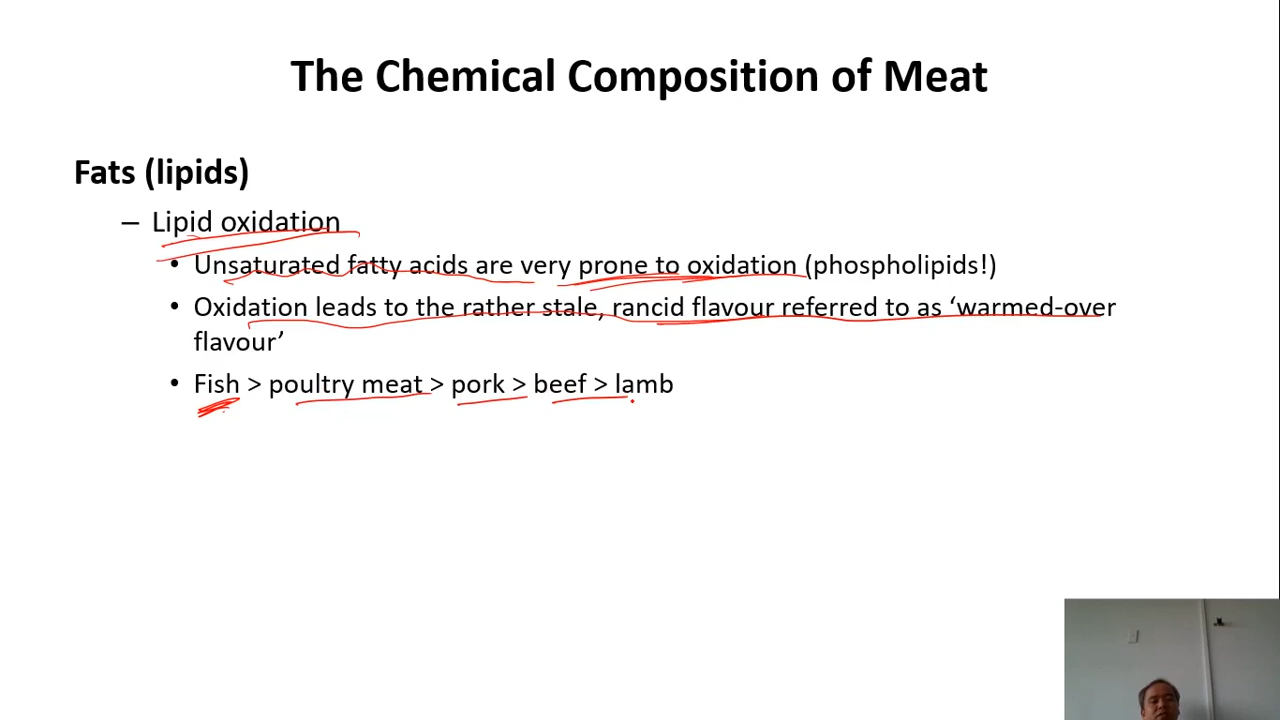 The Chemical Composition of Meat
Fats (lipids)
– Lipid oxidation
• Unsaturated fatty acids are very prone to oxidation (phospholipids!)
• Oxidation leads to the rather stale, rancid flavour referred to as ‘warmed-over
flavour’
• Fish > poultry meat > pork > beef > lamb